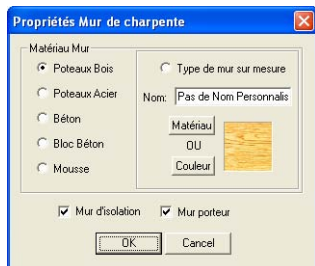 Propriétés Mur de charpente
Matériau Mur
Poteaux Bois
Poteaux Acier
Béton
Bloc Béton
Mousse
Type de mur sur mesure
Nom: Pas de Nom Personnalis
Matériau
OU
Couleur
Mur d'isolation
Mur porteur
OK
Cancel